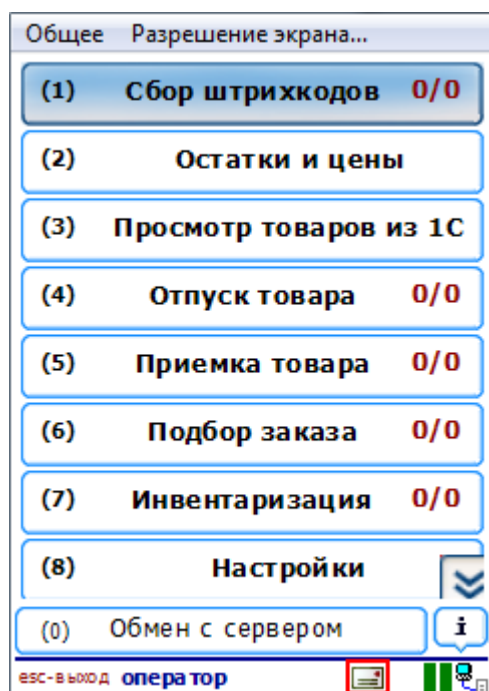 Общее Разрешение экрана...
(1) Сбор штрихкодов 0/0
(2) Остатки и цены
(3) Просмотр товаров из 1С
(4) Отпуск товара 0/0
(5) Приемка товара 0/0
(6) Подбор заказа 0/0
(7) Инвентаризация 0/0
(8) Настройки
(0) Обмен с сервером i
esc-выход оператор